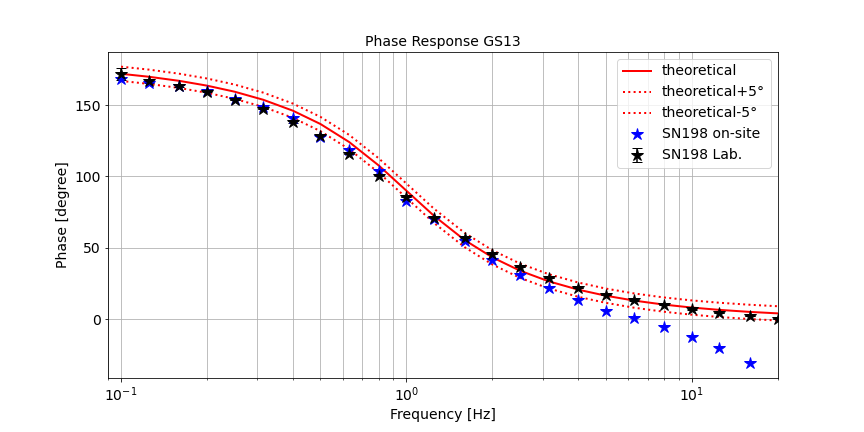 Phase Response GS13
theoretical
theoretical+5°
theoretical-5°
SN198 on-site
SN198 Lab.
Phase [degree]
150
100
50
0
10⁻¹
10⁰
10¹
Frequency [Hz]